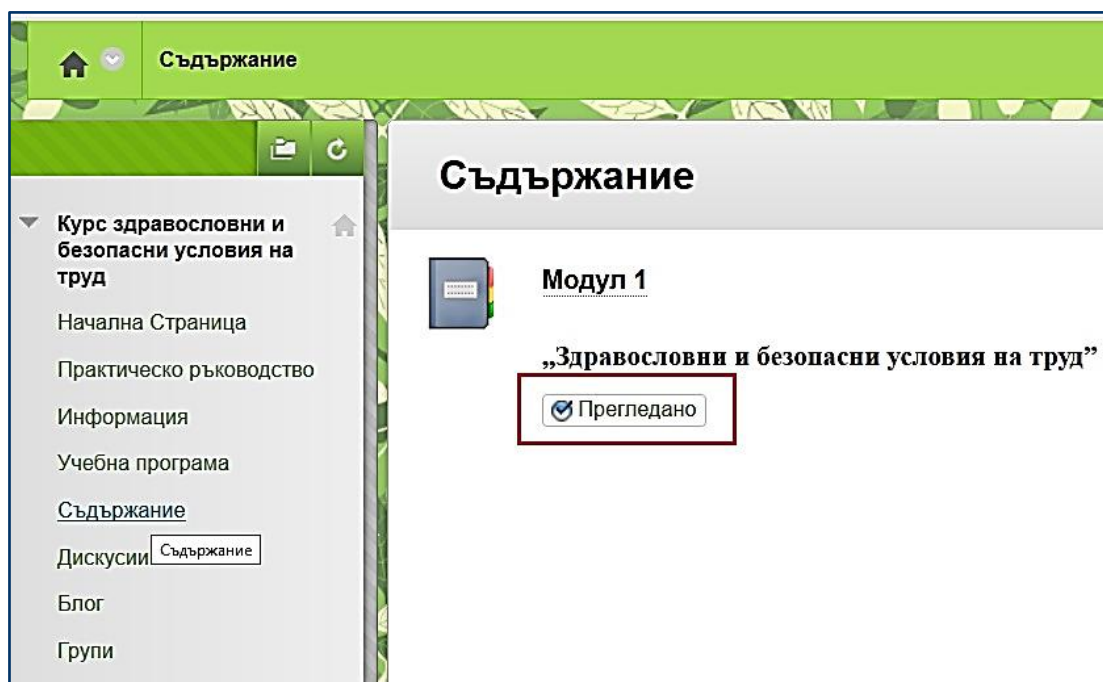 Съдържание
Курс здравословни и
безопасни условия на
труд
Начална Страница
Практическо ръководство
Информация
Учебна програма
Съдържание
Дискусии
Съдържание
Блог
Групи
Съдържание
Модул 1
„Здравословни и безопасни условия на труд”
Прегледано